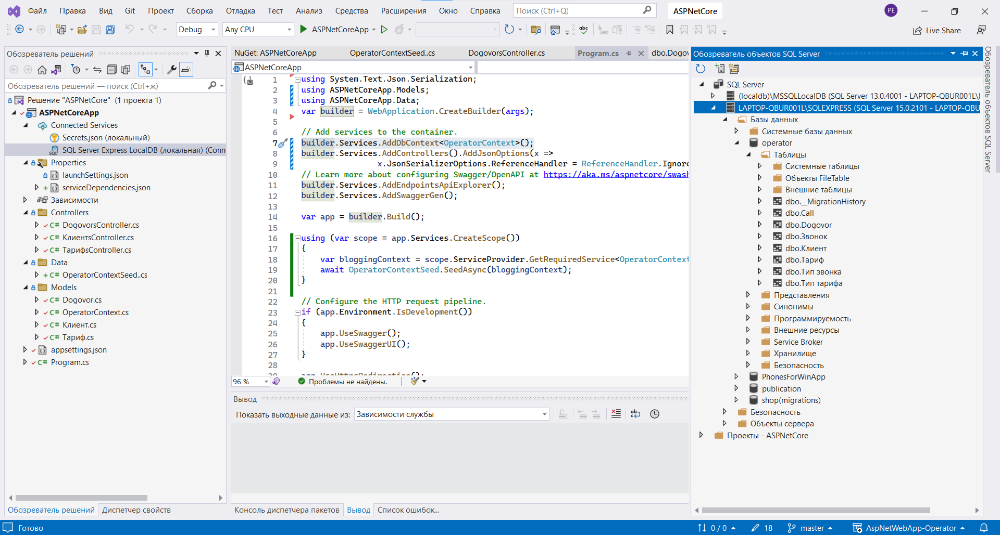 Файл Правка Вид Git Проект Сборка Отладка Тест Анализ Средства Расширения Окно Справка Поиск (Ctrl+Q) ASPNetCore PE
Debug Any CPU ASPNetCoreApp abc Live Share
Обозреватель решений
Обозреватель решений — поиск (Ctrl+ж)
Решение "ASPNetCore" (1 проекта 1)
ASPNetCoreApp
Connected Services
Secrets.json (локальный)
SQL Server Express LocalDB (локальная) (Conn
Properties
launchSettings.json
serviceDependencies.json
Зависимости
Controllers
C# DogovorsController.cs
C# КлиентsController.cs
C# ТарифsController.cs
Data
C# OperatorContextSeed..cs
Models
C# Dogovor.cs
C# OperatorContext.cs
C# Клиент.cs
C# Тариф.cs
appsettings.json
C# Program.cs
Обозреватель решений Диспетчер свойств
NuGet: ASPNetCoreApp OperatorContextSeed..cs DogovorsController.cs Program.cs dbo.Dogov
ASPNetCoreApp
1 using System.Text.Json.Serialization;
2 using ASPNetCoreApp.Models;
3 using ASPNetCoreApp.Data;
4 var builder = WebApplication.CreateBuilder(args);
5
6 // Add services to the container.
7 builder.Services.AddDbContext<OperatorContext>();
8 builder.Services.AddControllers().AddJsonOptions(x =>
9 x.JsonSerializerOptions.ReferenceHandler = ReferenceHandler.Ignore
10 // Learn more about configuring Swagger/OpenAPI at https://aka.ms/aspnetcore/swash
11 builder.Services.AddEndpointsApiExplorer();
12 builder.Services.AddSwaggerGen();
13
14 var app = builder.Build();
15
16 using (var scope = app.Services.CreateScope())
17 {
18 var bloggingContext = scope.ServiceProvider.GetRequiredService<OperatorContext
19 await OperatorContextSeed.SeedAsync(bloggingContext);
20 }
21
22 // Configure the HTTP request pipeline.
23 if (app.Environment.IsDevelopment())
24 {
25 app.UseSwagger();
26 app.UseSwaggerUI();
27 }
28
29 app.UseHttpsRedirection();
96 % Проблемы не найдены.
Вывод
Показать выходные данные из: Зависимости службы
Консоль диспетчера пакетов Вывод Список ошибок...
Обозреватель объектов SQL Server
SQL Server
(localdb)\MSSQLLocalDB (SQL Server 13.0.4001 - LAPTOP-QBUR001L\
LAPTOP-QBUR001L\SQLEXPRESS (SQL Server 15.0.2101 - LAPTOP-QBU
Базы данных
Системные базы данных
operator
Таблицы
Системные таблицы
Объекты FileTable
Внешние таблицы
dbo.__MigrationHistory
dbo.Call
dbo.Dogovor
dbo.Звонок
dbo.Клиент
dbo.Тариф
dbo.Тип звонка
dbo.Тип тарифа
Представления
Синонимы
Программируемость
Внешние ресурсы
Service Broker
Хранилище
Безопасность
PhonesForWinApp
publication
shop(migrations)
Безопасность
Объекты сервера
Проекты - ASPNetCore
Обозреватель объектов SQL Server
Готово 0 / 0 18 master AspNetWebApp-Operator